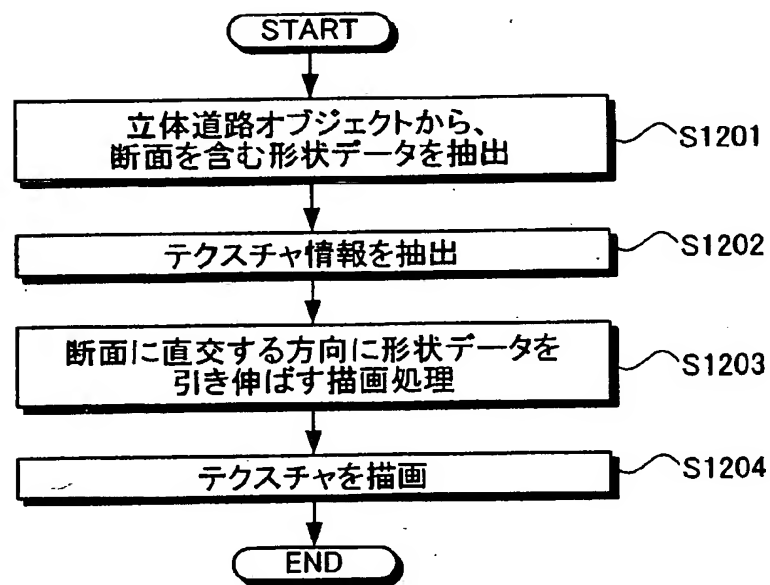 START
立体道路オブジェクトから、
断面を含む形状データを抽出
S1201
テクスチャ情報を抽出
S1202
断面に直交する方向に形状データを
引き伸ばす描画処理
S1203
テクスチャを描画
S1204
END